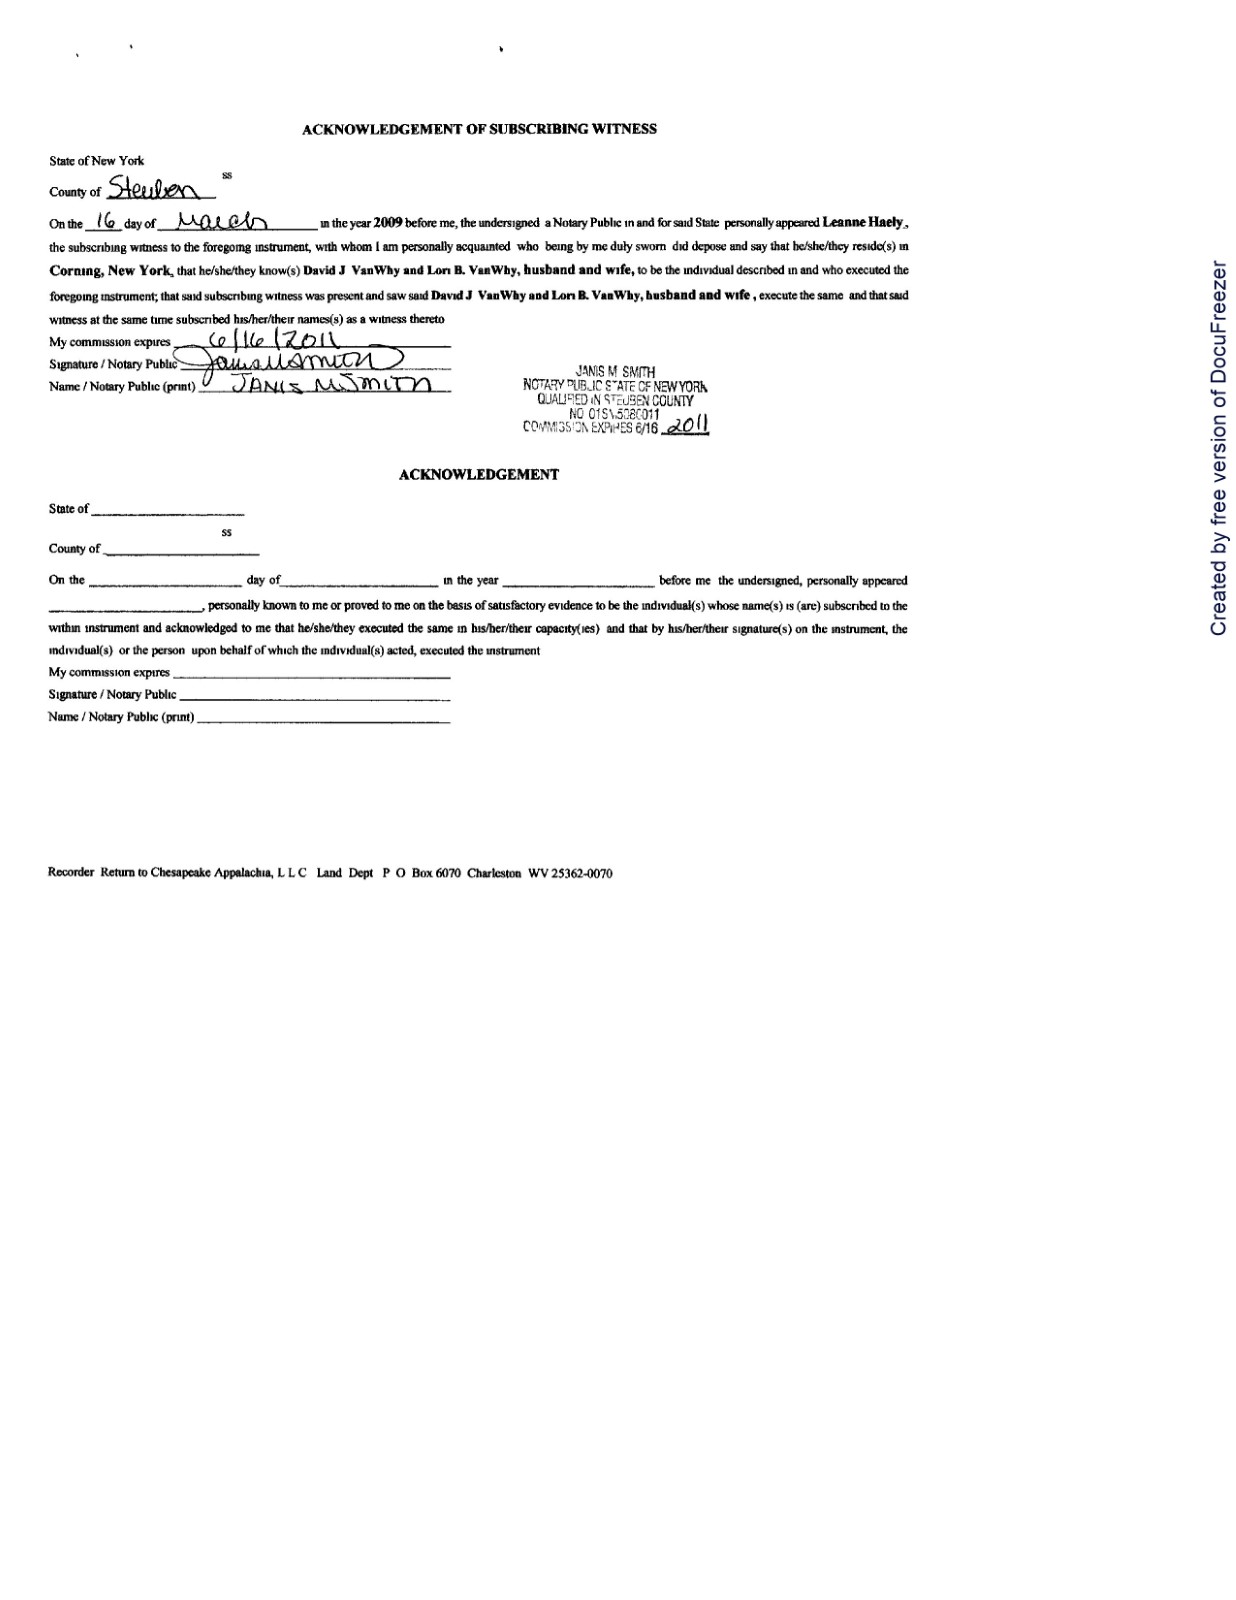 ACKNOWLEDGEMENT OF SUBSCRIBING WITNESS
State of New York
ss
County of Steuben
On the 16 day of March in the year 2009 before me, the undersigned a Notary Public in and for said State personally appeared Leanne Haely,
the subscribing witness to the foregoing instrument, with whom I am personally acquainted who being by me duly sworn did depose and say that he/she/they reside(s) in
Corning, New York, that he/she/they know(s) David J VanWhy and Lori B. VanWhy, husband and wife, to be the individual described in and who executed the
foregoing instrument; that said subscribing witness was present and saw said David J VanWhy and Lori B. VanWhy, husband and wife, execute the same and that said
witness at the same time subscribed his/her/their names(s) as a witness thereto
My commission expires 6/16/2011
Signature / Notary Public Janis M Smith
Name / Notary Public (print) JANIS M SMITH
JANIS M SMITH
NOTARY PUBLIC STATE OF NEW YORK
QUALIFIED IN STEUBEN COUNTY
NO
COMMISSION EXPIRES 6/16 2011
ACKNOWLEDGEMENT
State of
ss
County of
On the day of in the year before me the undersigned, personally appeared
, personally known to me or proved to me on the basis of satisfactory evidence to be the individual(s) whose name(s) is (are) subscribed to the
within instrument and acknowledged to me that he/she/they executed the same in his/her/their capacity(ies) and that by his/her/their signature(s) on the instrument, the
individual(s) or the person upon behalf of which the individual(s) acted, executed the instrument
My commission expires
Signature / Notary Public
Name / Notary Public (print)
Recorder Return to Chesapeake Appalachia, L L C Land Dept P O Box 6070 Charleston WV 25362-0070
Created by free version of DocuFreezer